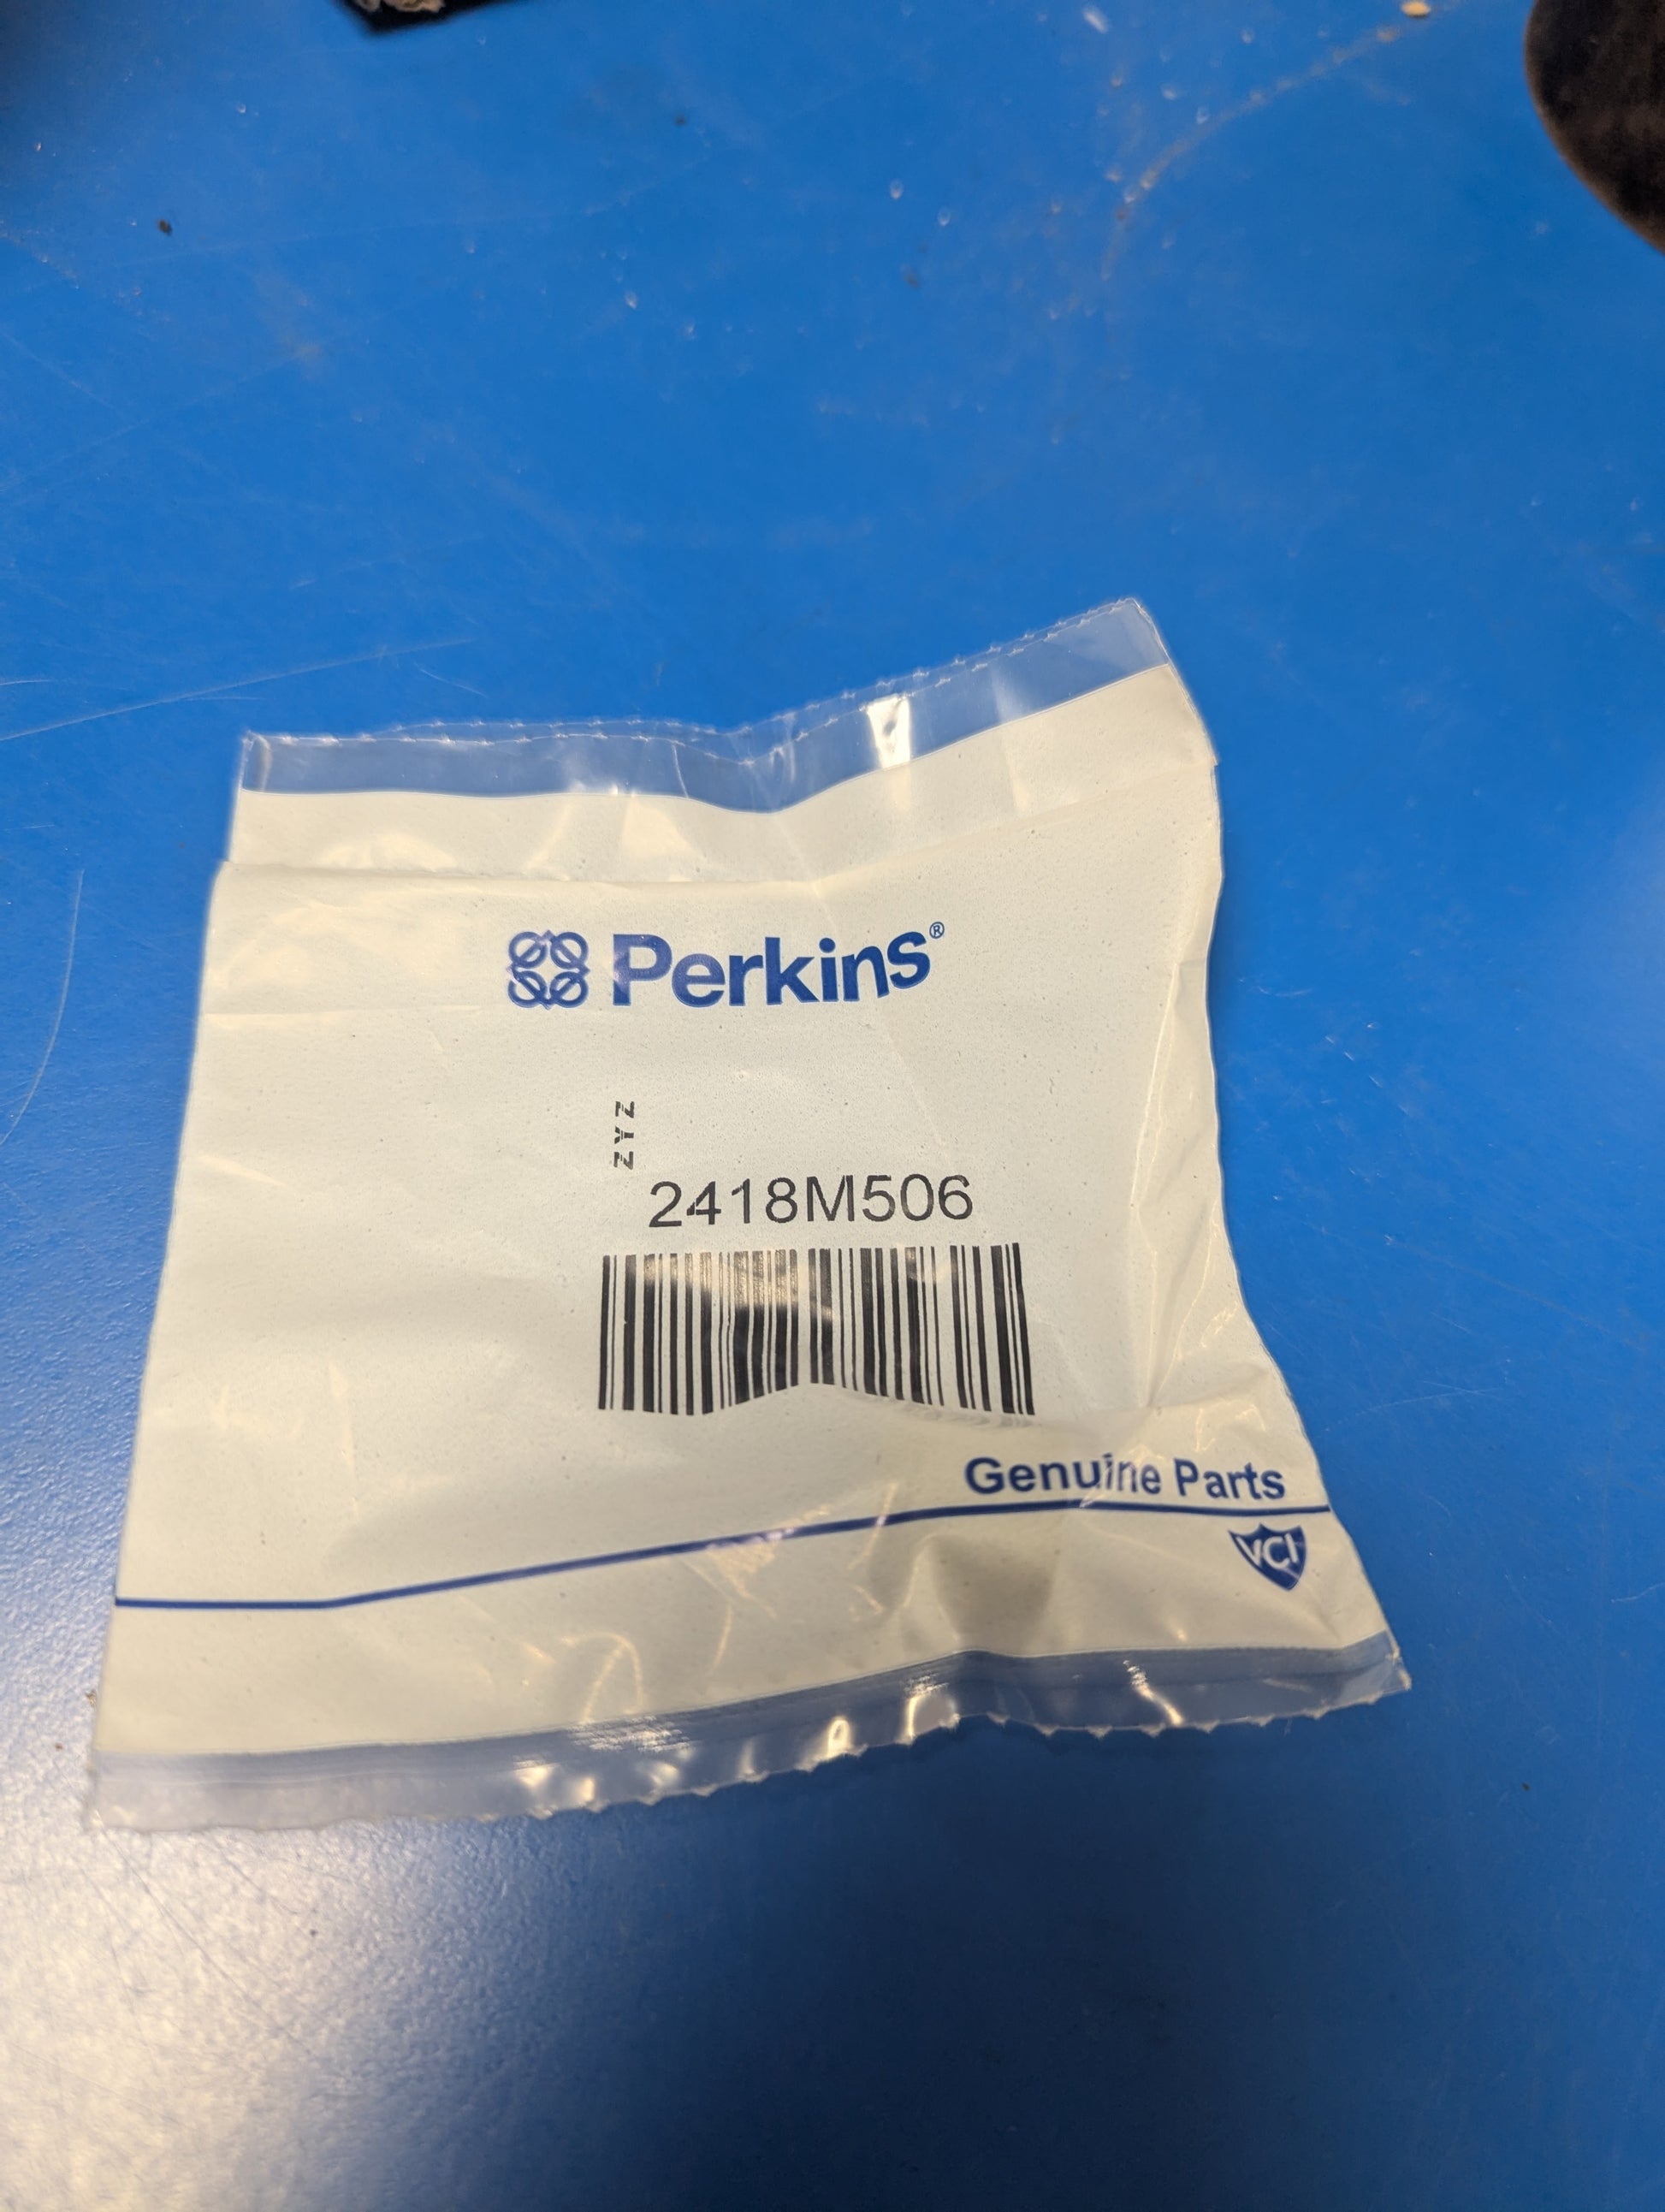 Perkins®
ZYZ
2418M506
Genuine Parts
VCI